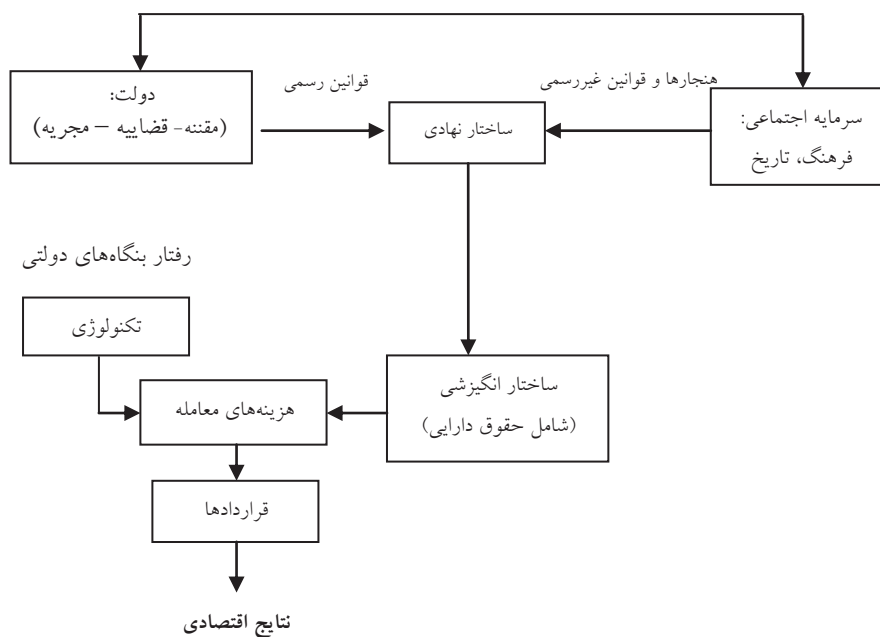 هنجارها و قوانین غیررسمی
قوانین رسمی
سرمایه اجتماعی:
فرهنگ، تاریخ
ساختار نهادی
دولت:
(مقننه- قضاییه – مجریه)
رفتار بنگاه‌های دولتی
تکنولوژی
ساختار انگیزشی
(شامل حقوق دارایی)
هزینه‌های معامله
قراردادها
نتایج اقتصادی